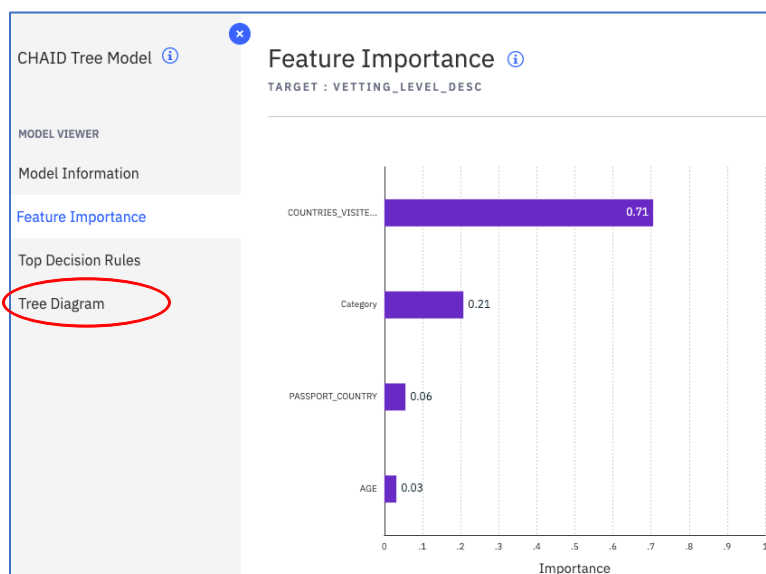 CHAID Tree Model
MODEL VIEWER
Model Information
Feature Importance
Top Decision Rules
Tree Diagram
Feature Importance
TARGET : VETTING_LEVEL_DESC
COUNTRIES_VISITE... 0.71
Category 0.21
PASSPORT_COUNTRY 0.06
AGE 0.03
0 .1 .2 .3 .4 .5 .6 .7 .8 .9 1
Importance